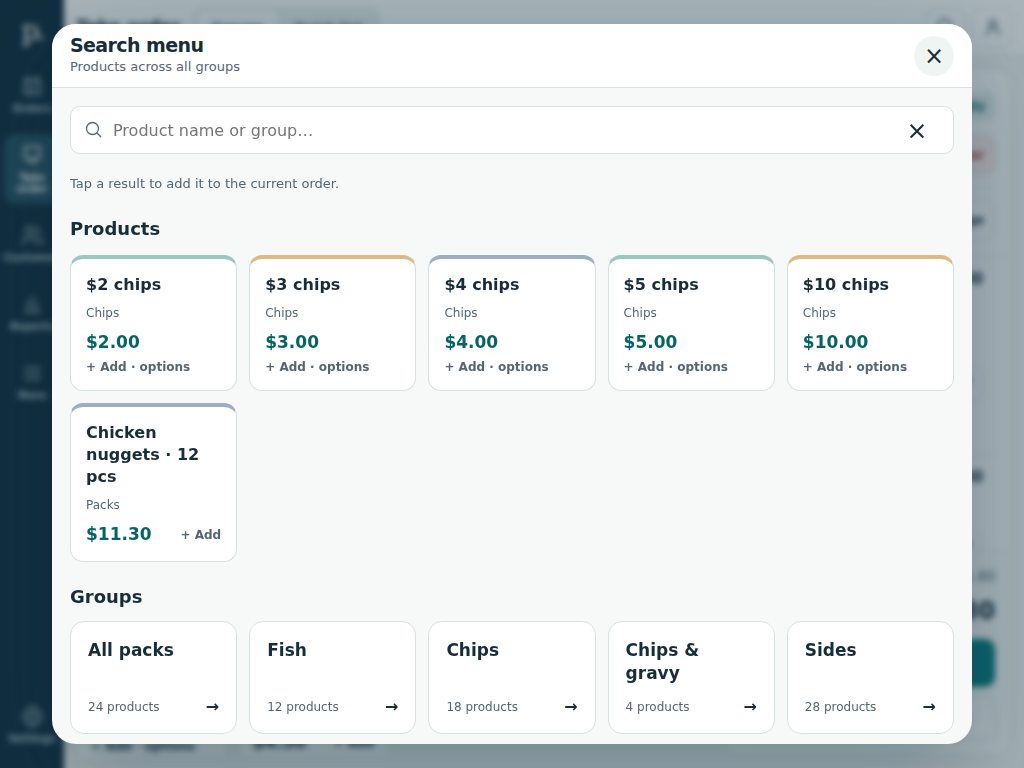 Search menu
Products across all groups
Product name or group...
Tap a result to add it to the current order.
Products
$2 chips
Chips
$2.00
+ Add · options
$3 chips
Chips
$3.00
+ Add · options
$4 chips
Chips
$4.00
+ Add · options
$5 chips
Chips
$5.00
+ Add · options
$10 chips
Chips
$10.00
+ Add · options
Chicken
nuggets · 12
pcs
Packs
$11.30 + Add
Groups
All packs
24 products →
Fish
12 products →
Chips
18 products →
Chips &
gravy
4 products →
Sides
28 products →